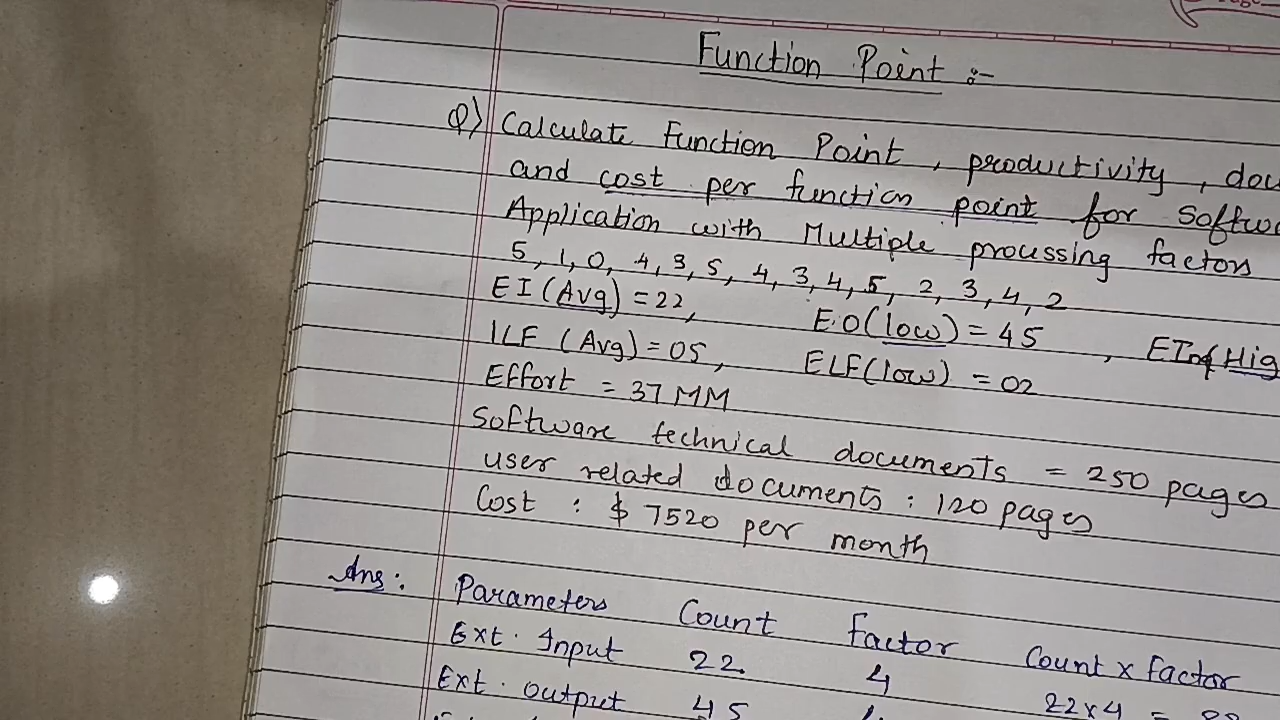 Function Point :-
Q) Calculate Function Point, productivity,
and cost per function point for
Application with Multiple processing factors
5, 1, 0, 4, 3, 5, 4, 3, 4, 5, 2, 3, 4, 2
EI (Avg) = 22, E.O (low) = 45,
ILF (Avg) = 05, ELF (low) = 02
Effort = 37 MM
Software technical documents = 250 pages
user related documents : 120 pages
Cost : $ 7520 per month
Ans : Parameters Count Factor Count x factor
Ext. Input 22 4 22x4 =
Ext. output 45